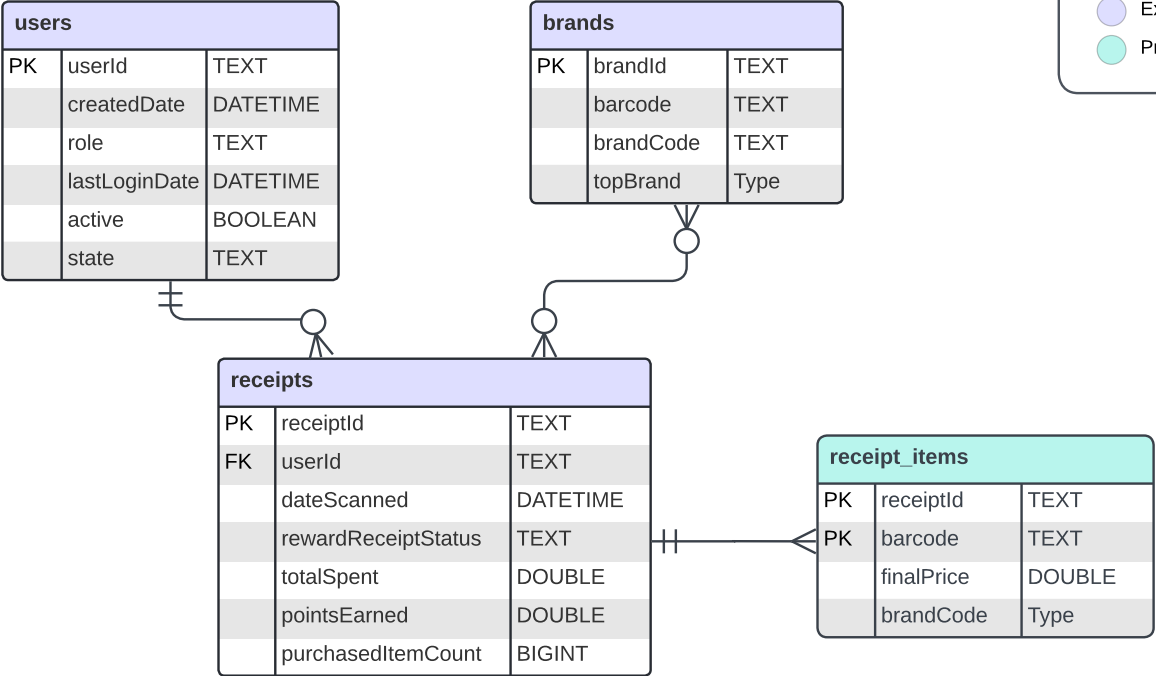 users
PK userId TEXT
createdDate DATETIME
role TEXT
lastLoginDate DATETIME
active BOOLEAN
state TEXT
brands
PK brandId TEXT
barcode TEXT
brandCode TEXT
topBrand Type
receipts
PK receiptId TEXT
FK userId TEXT
dateScanned DATETIME
rewardReceiptStatus TEXT
totalSpent DOUBLE
pointsEarned DOUBLE
purchasedItemCount BIGINT
receipt_items
PK receiptId TEXT
PK barcode TEXT
finalPrice DOUBLE
brandCode Type